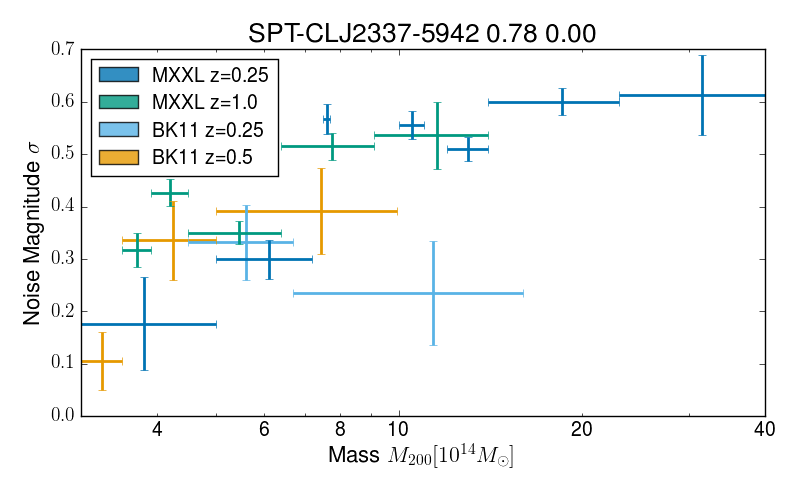 SPT-CLJ2337-5942 0.78 0.00
0.7
0.6
0.5
0.4
0.3
0.2
0.1
0.0
Noise Magnitude σ
MXXL z=0.25
MXXL z=1.0
BK11 z=0.25
BK11 z=0.5
4 6 8 10 20 40
Mass M₂₀₀[10¹⁴M☉]